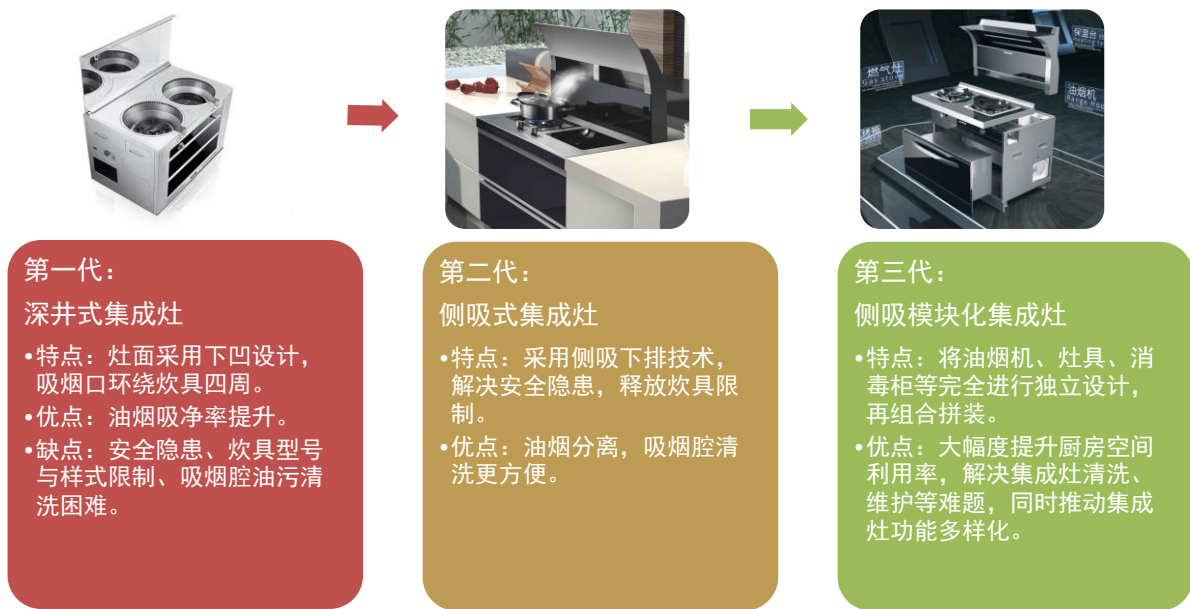 保温台
燃气灶
Gas stove
油烟机
Range Hood
第一代：
深井式集成灶
•特点：灶面采用下凹设计，
吸烟口环绕炊具四周。
•优点：油烟吸净率提升。
•缺点：安全隐患、炊具型号
与样式限制、吸烟腔油污清
洗困难。
第二代：
侧吸式集成灶
•特点：采用侧吸下排技术，
解决安全隐患，释放炊具限
制。
•优点：油烟分离，吸烟腔清
洗更方便。
第三代：
侧吸模块化集成灶
•特点：将油烟机、灶具、消
毒柜等完全进行独立设计，
再组合拼装。
•优点：大幅度提升厨房空间
利用率，解决集成灶清洗、
维护等难题，同时推动集成
灶功能多样化。